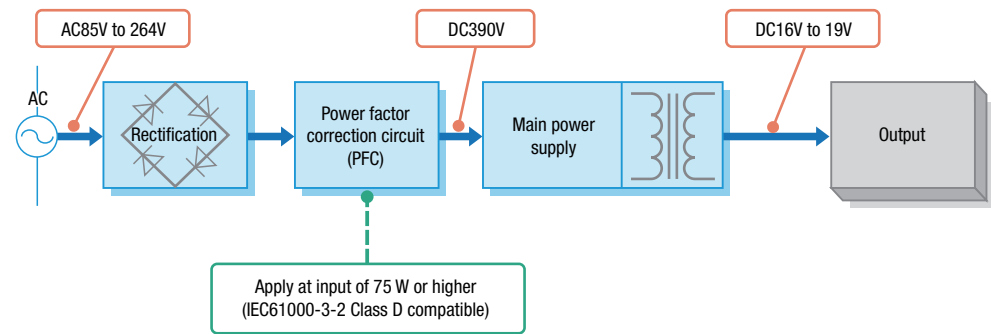 AC85V to 264V
DC390V
DC16V to 19V
AC
Rectification
Power factor
correction circuit
(PFC)
Main power
supply
Output
Apply at input of 75 W or higher
(IEC61000-3-2 Class D compatible)